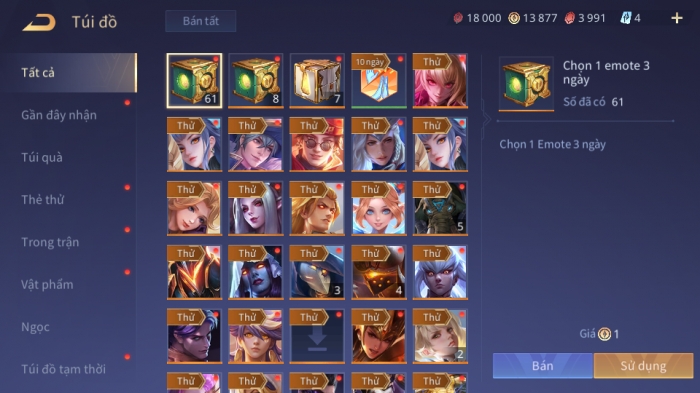 Túi đồ
Bán tất
18 000
13 877
3 991
4
+
Tất cả
Gần đây nhận
Túi quà
Thẻ thử
Trong trận
Vật phẩm
Ngọc
Túi đồ tạm thời
61
8
7
10 ngày
Thử
Thử
Thử
Thử
Thử
Thử
Thử
Thử
Thử
Thử
Thử
5
Thử
Thử
Thử
3
Thử
4
Thử
Thử
Thử
Thử
Thử
Thử
2
Thử
Thử
Thử
Thử
Thử
Chọn 1 emote 3
ngày
Số đã có 61
Chọn 1 Emote 3 ngày
Giá 1
Bán
Sử dụng